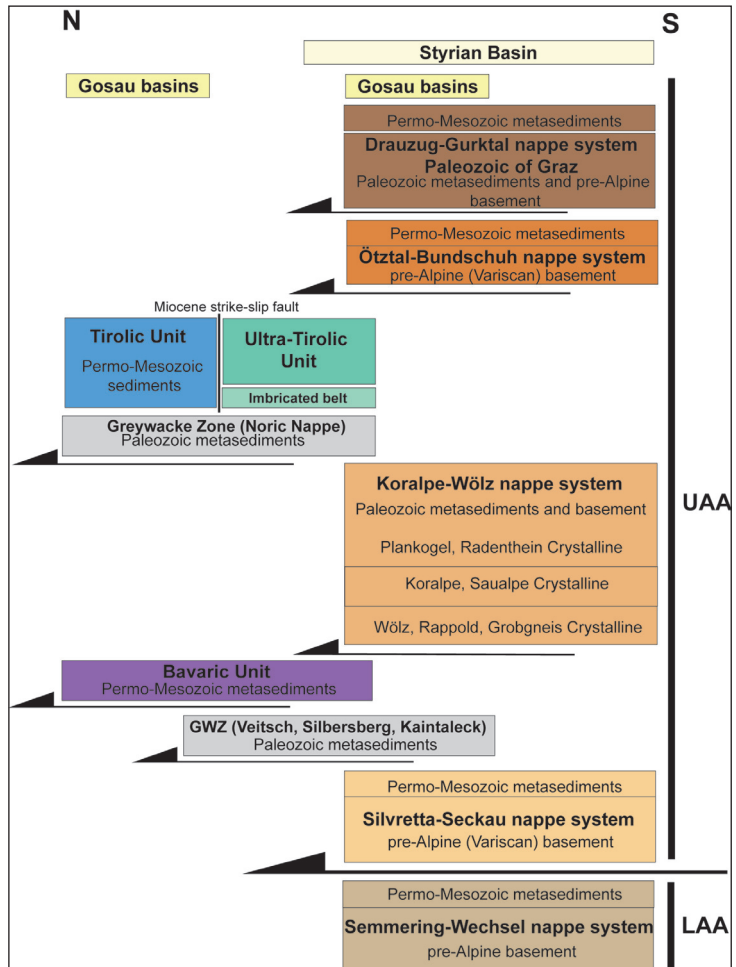 N
S
Styrian Basin
Gosau basins
Gosau basins
Permo-Mesozoic metasediments
Drauzug-Gurktal nappe system
Paleozoic of Graz
Paleozoic metasediments and pre-Alpine
basement
Permo-Mesozoic metasediments
Ötztal-Bundschuh nappe system
pre-Alpine (Variscan) basement
Miocene strike-slip fault
Tirolic Unit
Permo-Mesozoic
sediments
Ultra-Tirolic
Unit
Imbricated belt
Greywacke Zone (Noric Nappe)
Paleozoic metasediments
Koralpe-Wölz nappe system
Paleozoic metasediments and basement
Plankogel, Radenthein Crystalline
Koralpe, Saualpe Crystalline
Wölz, Rappold, Grobgneis Crystalline
UAA
Bavaric Unit
Permo-Mesozoic metasediments
GWZ (Veitsch, Silbersberg, Kaintaleck)
Paleozoic metasediments
Permo-Mesozoic metasediments
Silvretta-Seckau nappe system
pre-Alpine (Variscan) basement
Permo-Mesozoic metasediments
Semmering-Wechsel nappe system
pre-Alpine basement
LAA